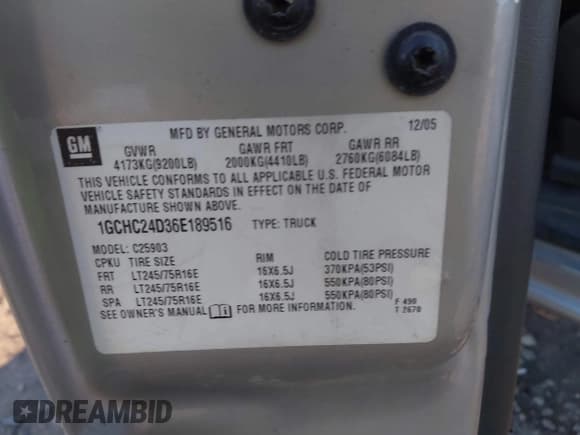 GM
MFD BY GENERAL MOTORS CORP. 12/05
GVWR GAWR FRT GAWR RR
4173KG(9200LB) 2000KG(4410LB) 2760KG(6084LB)
THIS VEHICLE CONFORMS TO ALL APPLICABLE U.S. FEDERAL MOTOR
VEHICLE SAFETY STANDARDS IN EFFECT ON THE DATE OF
MANUFACTURE SHOWN ABOVE.
1GCHC24D36E189516 TYPE: TRUCK
MODEL: C25903
CPKU TIRE SIZE RIM COLD TIRE PRESSURE
FRT LT245/75R16E 16X6.5J 370KPA(53PSI)
RR LT245/75R16E 16X6.5J 550KPA(80PSI)
SPA LT245/75R16E 16X6.5J 550KPA(80PSI)
SEE OWNER'S MANUAL FOR MORE INFORMATION. F 490
T 2670
DREAMBID